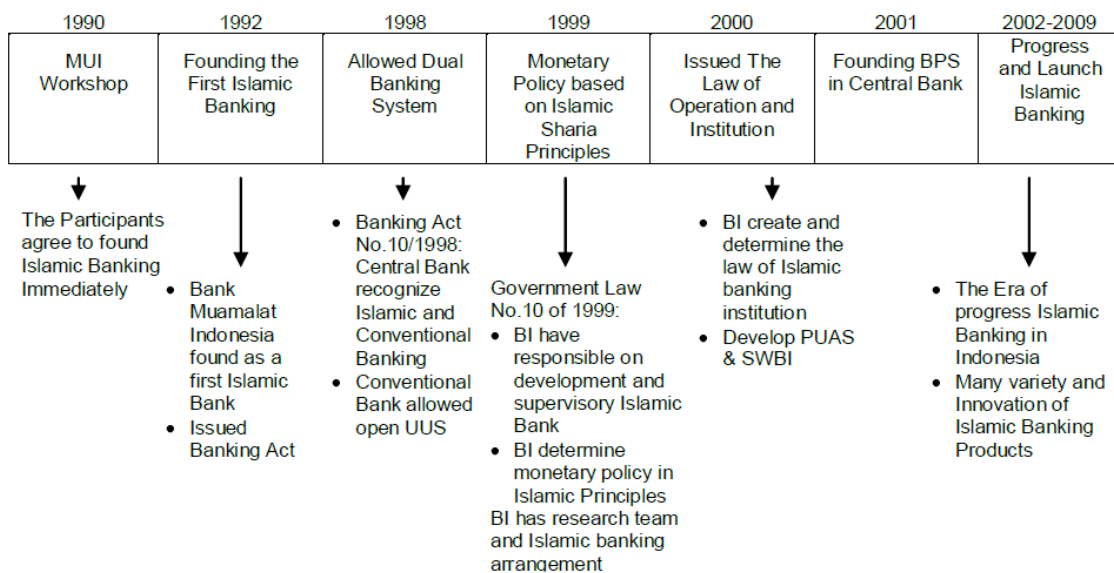 1990
1992
1998
1999
2000
2001
2002-2009
MUI
Workshop
Founding the
First Islamic
Banking
Allowed Dual
Banking
System
Monetary
Policy based
on Islamic
Sharia
Principles
Issued The
Law of
Operation and
Institution
Founding BPS
in Central Bank
Progress
and Launch
Islamic
Banking
The Participants
agree to found
Islamic Banking
Immediately
• Bank
Muamalat
Indonesia
found as a
first Islamic
Bank
• Issued
Banking Act
• Banking Act
No.10/1998:
Central Bank
recognize
Islamic and
Conventional
Banking
• Conventional
Bank allowed
open UUS
Government Law
No.10 of 1999:
• BI have
responsible on
development and
supervisory Islamic
Bank
• BI determine
monetary policy in
Islamic Principles
BI has research team
and Islamic banking
arrangement
• BI create and
determine the
law of Islamic
banking
institution
• Develop PUAS
& SWBI
• The Era of
progress Islamic
Banking in
Indonesia
• Many variety and
Innovation of
Islamic Banking
Products